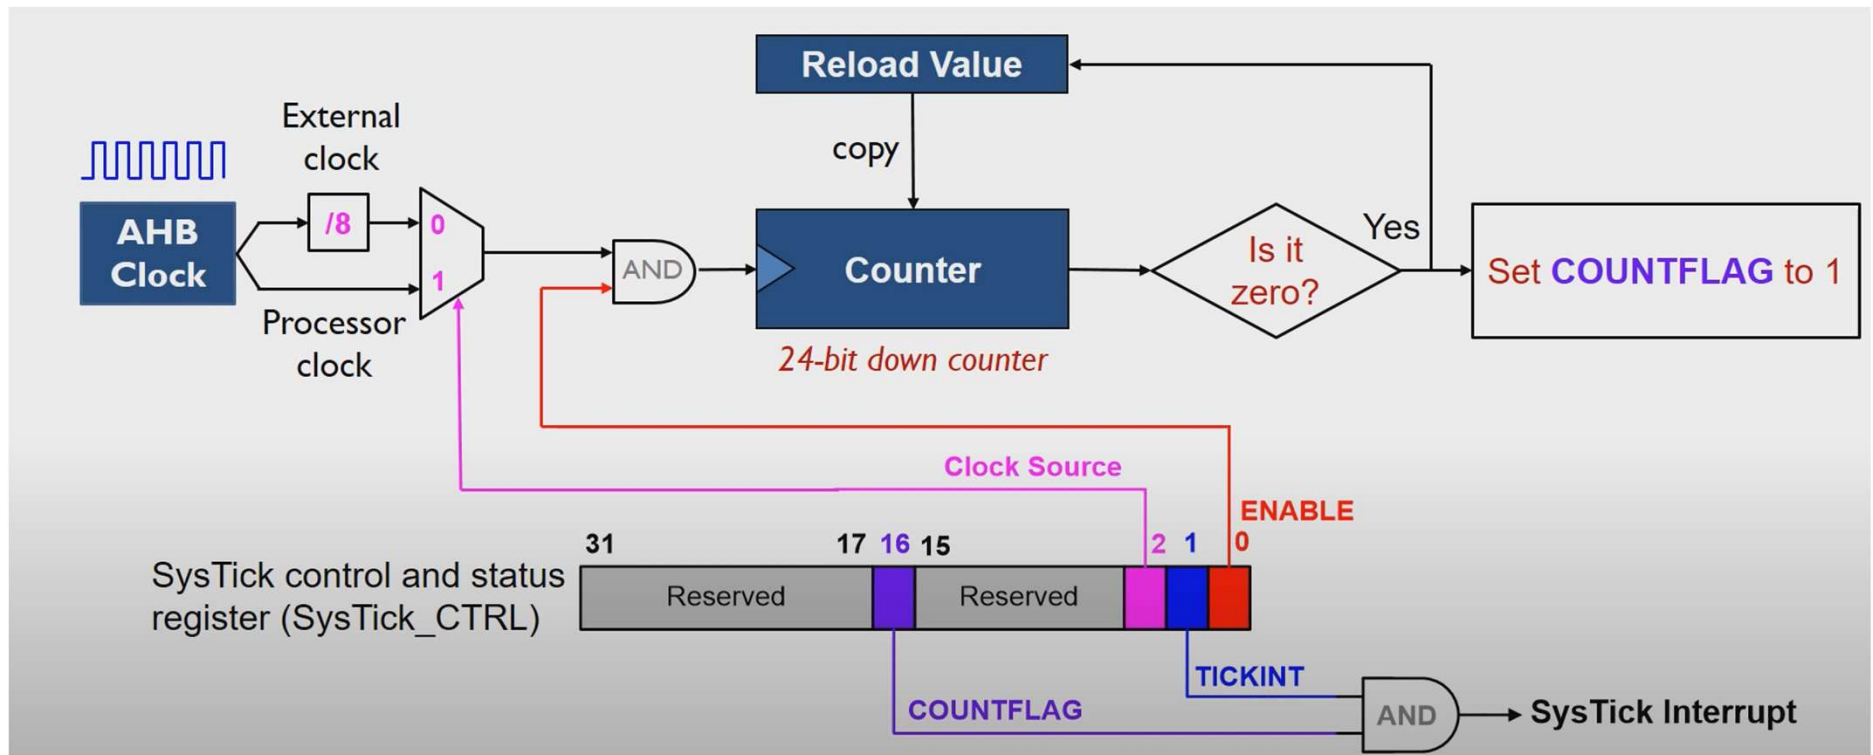 Reload Value
External
clock
copy
AHB
Clock
/8
0
1
Processor
clock
AND
Counter
24-bit down counter
Is it
zero?
Yes
Set COUNTFLAG to 1
Clock Source
ENABLE
31 17 16 15 2 1 0
SysTick control and status
register (SysTick_CTRL)
Reserved Reserved
TICKINT
COUNTFLAG
AND
SysTick Interrupt